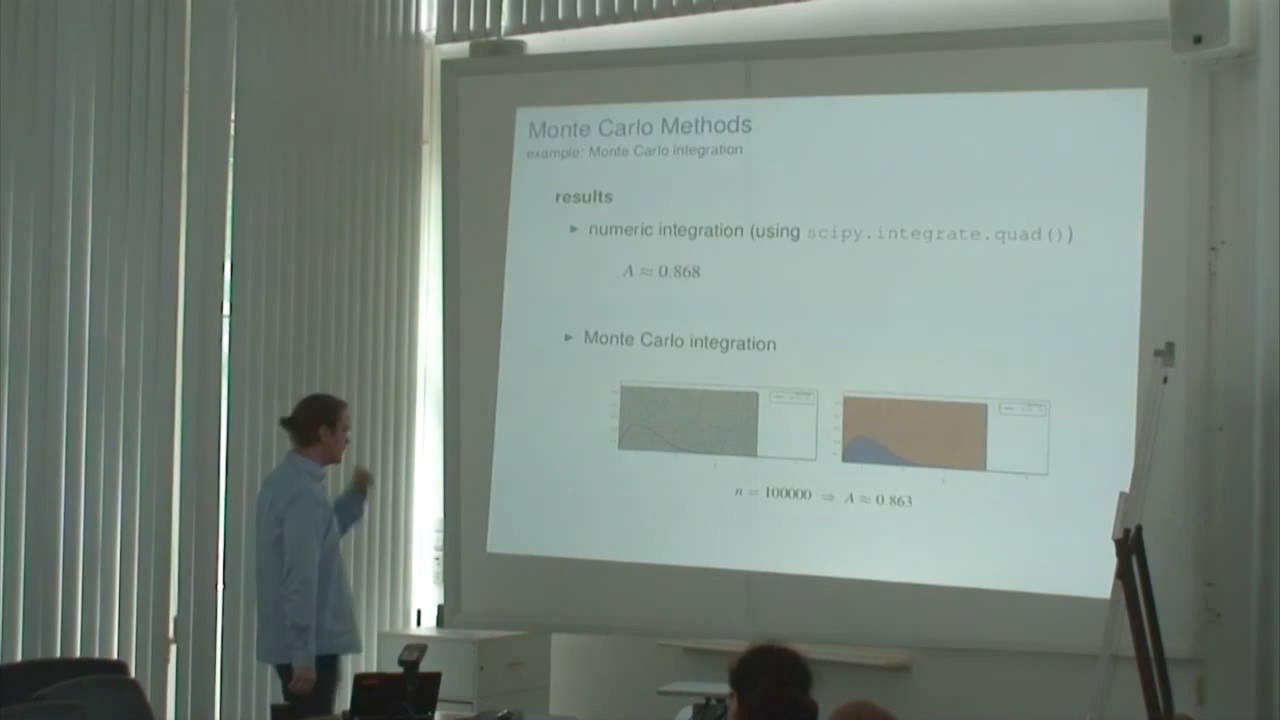 Monte Carlo Methods
example: Monte Carlo integration
results
▸ numeric integration (using scipy.integrate.quad())
A ≈ 0.868
▸ Monte Carlo integration
n = 100000 ⇒ A ≈ 0.863